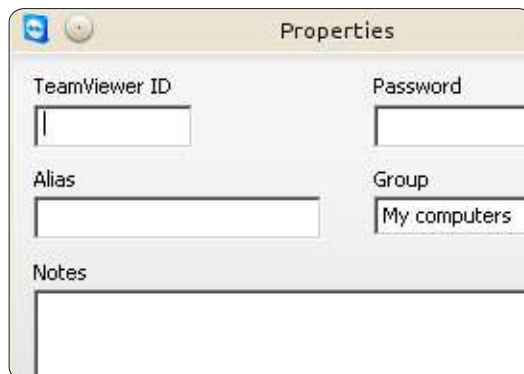 Properties
TeamViewer ID
Password
Alias
Group
My computers
Notes